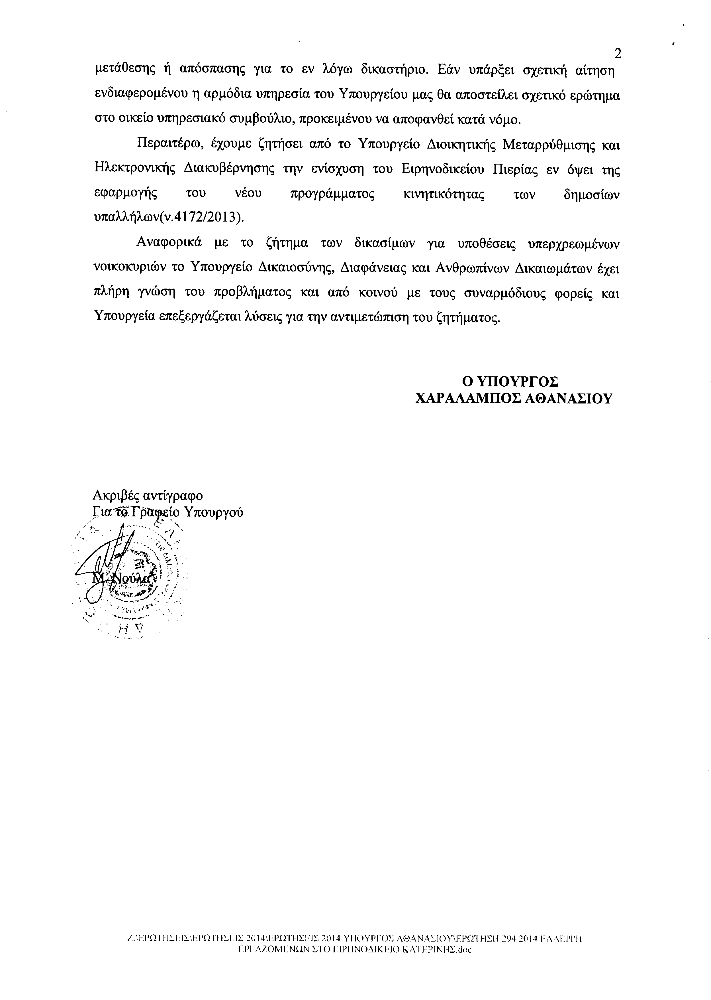 2
μετάθεσης ή απόσπασης για το εν λόγω δικαστήριο. Εάν υπάρξει σχετική αίτηση
ενδιαφερομένου η αρμόδια υπηρεσία του Υπουργείου μας θα αποστείλει σχετικό ερώτημα
στο οικείο υπηρεσιακό συμβούλιο, προκειμένου να αποφανθεί κατά νόμο.
Περαιτέρω, έχουμε ζητήσει από το Υπουργείο Διοικητικής Μεταρρύθμισης και
Ηλεκτρονικής Διακυβέρνησης την ενίσχυση του Ειρηνοδικείου Πιερίας εν όψει της
εφαρμογής του νέου προγράμματος κινητικότητας των δημοσίων
υπαλλήλων(ν.4172/2013).
Αναφορικά με το ζήτημα των δικασίμων για υποθέσεις υπερχρεωμένων
νοικοκυριών το Υπουργείο Δικαιοσύνης, Διαφάνειας και Ανθρωπίνων Δικαιωμάτων έχει
πλήρη γνώση του προβλήματος και από κοινού με τους συναρμόδιους φορείς και
Υπουργεία επεξεργάζεται λύσεις για την αντιμετώπιση του ζητήματος.
Ο ΥΠΟΥΡΓΟΣ
ΧΑΡΑΛΑΜΠΟΣ ΑΘΑΝΑΣΙΟΥ
Ακριβές αντίγραφο
Για το Γραφείο Υπουργού
Μ. Νούλα
Z:\ΕΡΩΤΗΣΕΙΣ\ΕΡΩΤΗΣΕΙΣ 2014\ΕΡΩΤΗΣΕΙΣ 2014 ΥΠΟΥΡΓΟΣ ΑΘΑΝΑΣΙΟΥ\ΕΡΩΤΗΣΗ 294 2014 ΕΛΛΕΙΨΗ
ΕΡΓΑΖΟΜΕΝΩΝ ΣΤΟ ΕΙΡΗΝΟΔΙΚΕΙΟ ΚΑΤΕΡΙΝΗΣ.doc